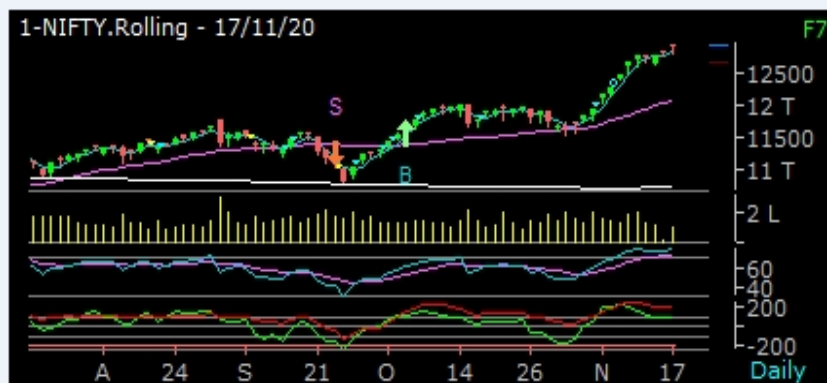 1-NIFTY.Rolling - 17/11/20 F7
12500
S
12 T
11500
11 T
B
2 L
60
40
200
-200
A 24 S 21 O 14 26 N 17 Daily